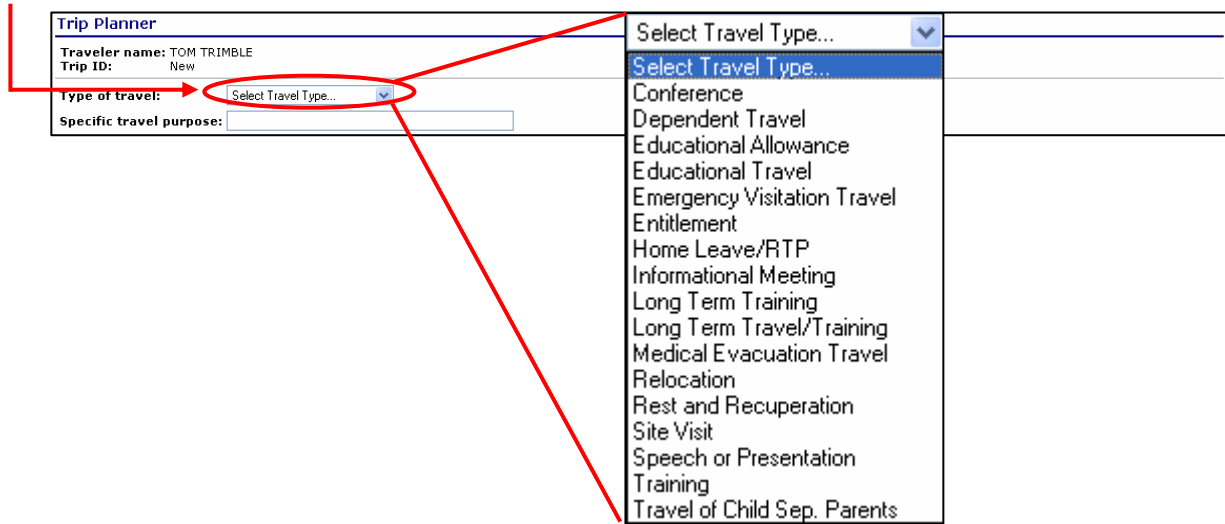 Trip Planner
Traveler name: TOM TRIMBLE
Trip ID: New
Type of travel: Select Travel Type...
Specific travel purpose:
Select Travel Type...
Select Travel Type...
Conference
Dependent Travel
Educational Allowance
Educational Travel
Emergency Visitation Travel
Entitlement
Home Leave/RTP
Informational Meeting
Long Term Training
Long Term Travel/Training
Medical Evacuation Travel
Relocation
Rest and Recuperation
Site Visit
Speech or Presentation
Training
Travel of Child Sep. Parents